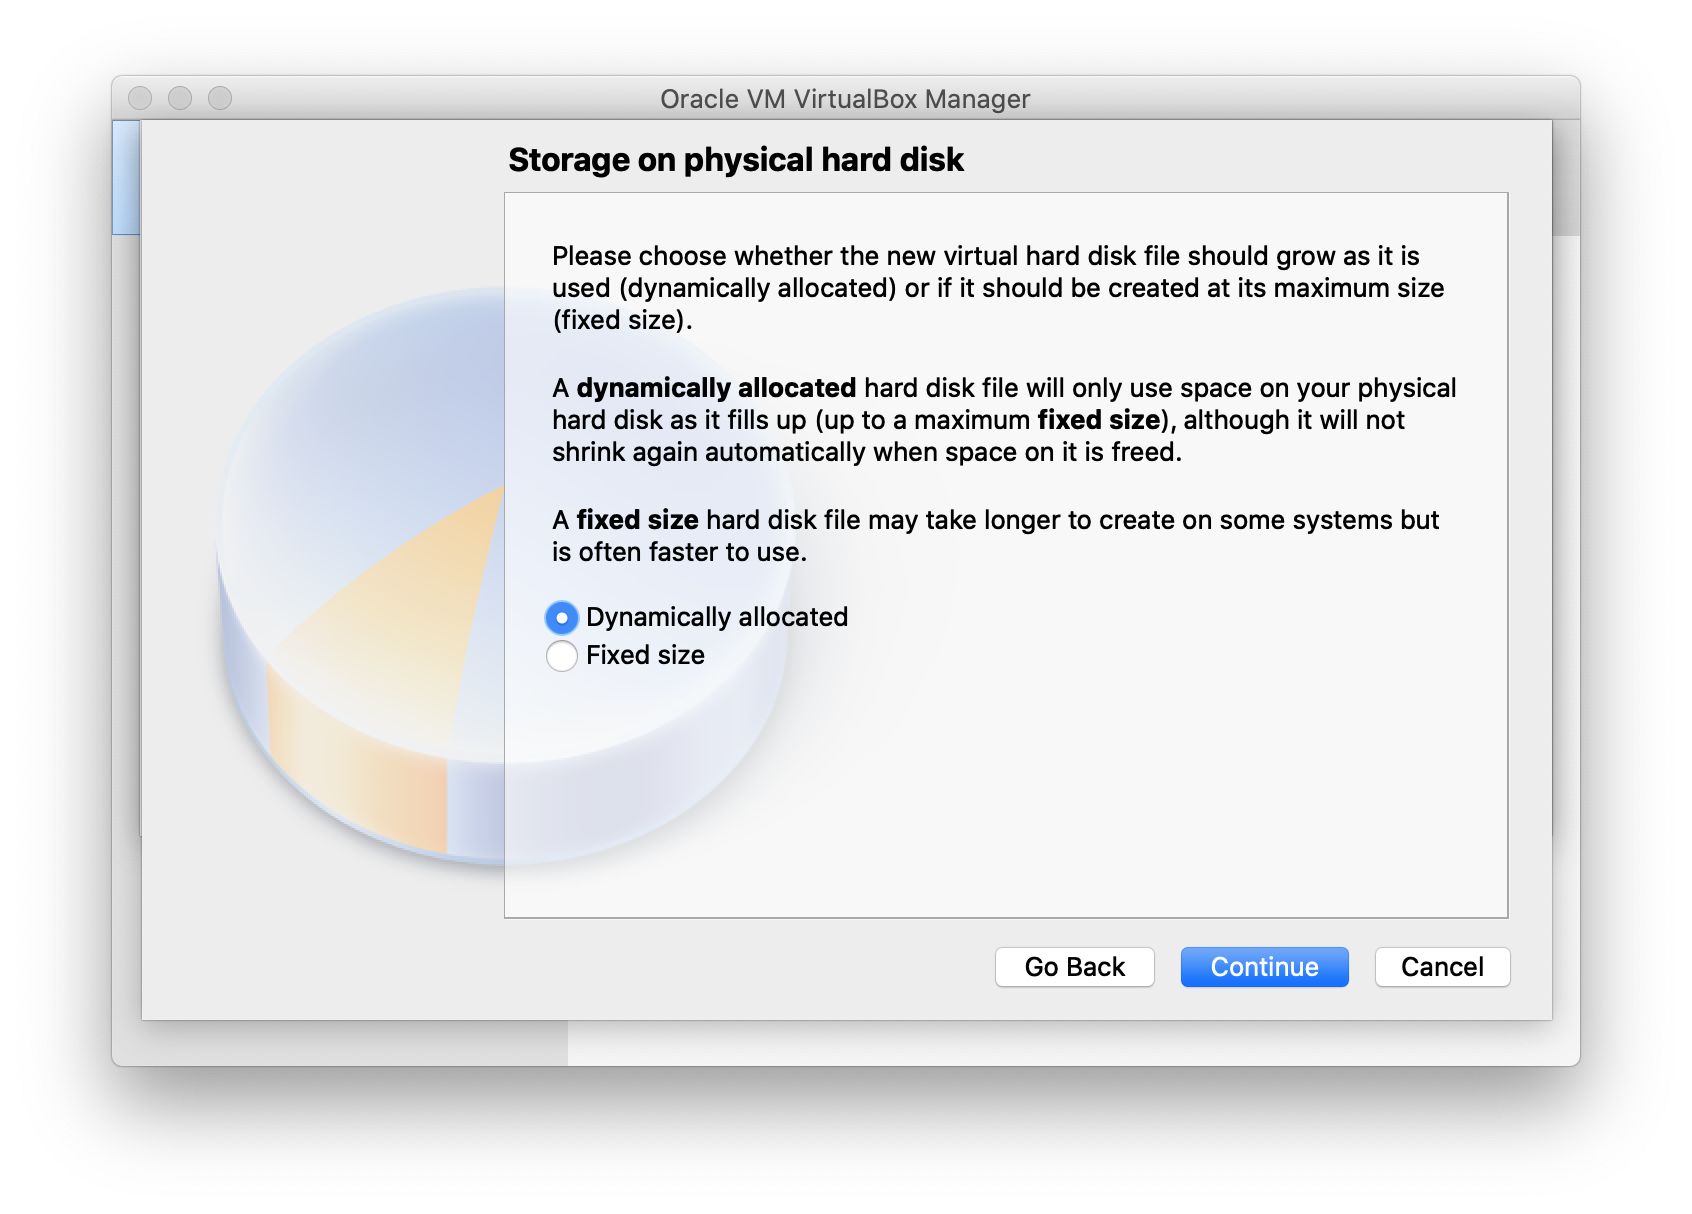 Oracle VM VirtualBox Manager
Storage on physical hard disk
Please choose whether the new virtual hard disk file should grow as it is
used (dynamically allocated) or if it should be created at its maximum size
(fixed size).
A dynamically allocated hard disk file will only use space on your physical
hard disk as it fills up (up to a maximum fixed size), although it will not
shrink again automatically when space on it is freed.
A fixed size hard disk file may take longer to create on some systems but
is often faster to use.
Dynamically allocated
Fixed size
Go Back Continue Cancel